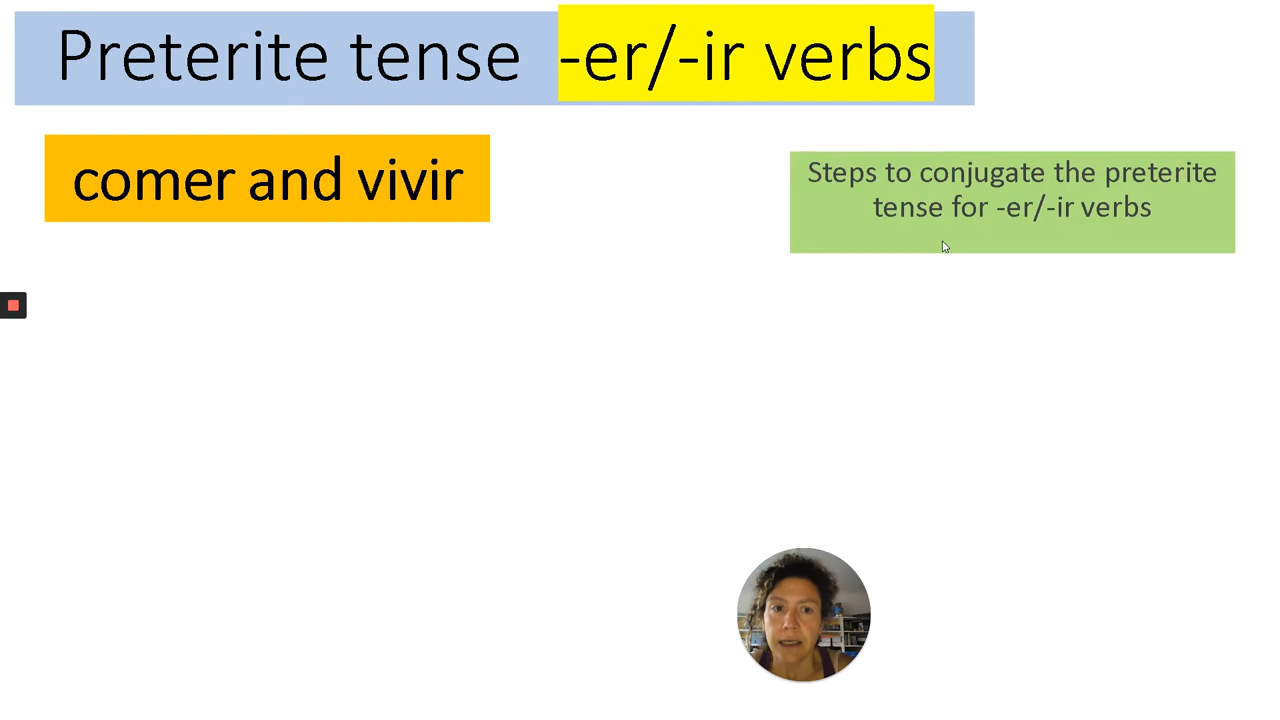 Preterite tense -er/-ir verbs
comer and vivir
Steps to conjugate the preterite
tense for -er/-ir verbs